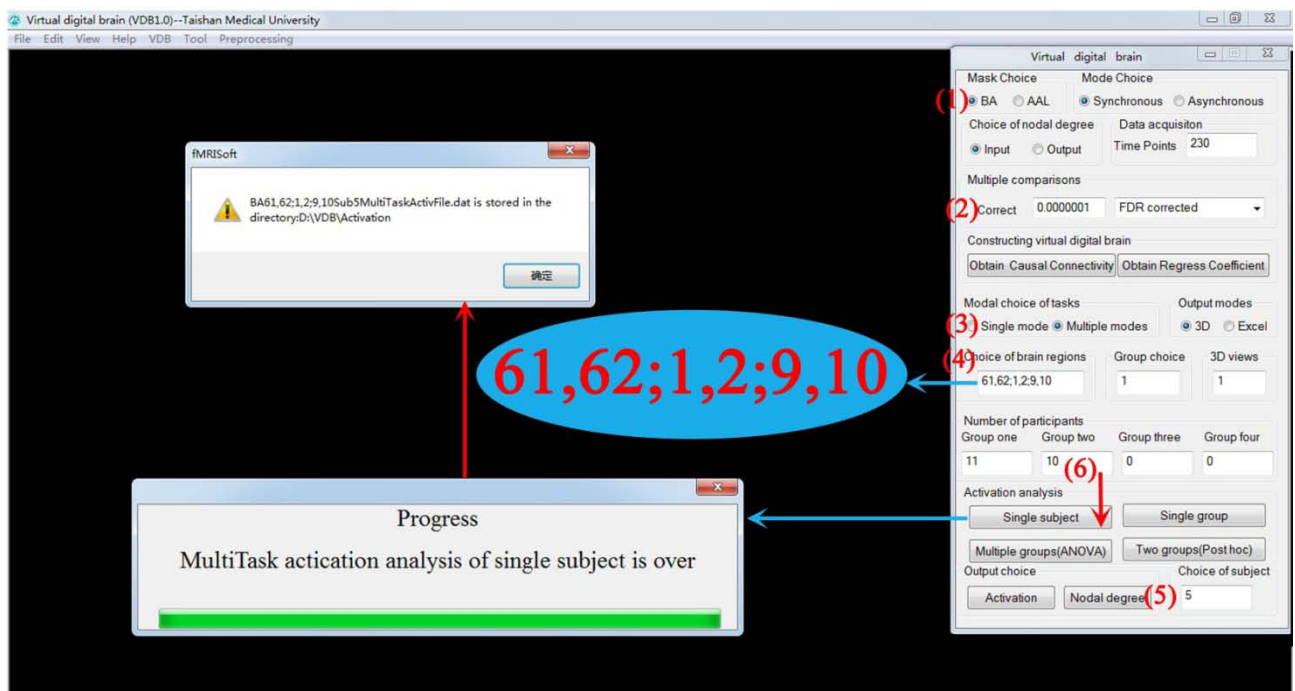 Virtual digital brain (VDB1.0)--Taishan Medical University
File Edit View Help VDB Tool Preprocessing
Virtual digital brain
Mask Choice Mode Choice
(1) BA AAL Synchronous Asynchronous
Choice of nodal degree Data acquisiton
Input Output Time Points 230
Multiple comparisons
(2) Correct 0.0000001 FDR corrected
Constructing virtual digital brain
Obtain Causal Connectivity Obtain Regress Coefficient
Modal choice of tasks Output modes
(3) Single mode Multiple modes 3D Excel
(4) Choice of brain regions Group choice 3D views
61,62;1,2;9,10 1 1
Number of participants
Group one Group two Group three Group four
11 10 0 0
(6)
Activation analysis
Single subject Single group
Multiple groups(ANOVA) Two groups(Post hoc)
Output choice Choice of subject
Activation Nodal degree (5) 5
fMRISoft
BA61,62;1,2;9,10Sub5MultiTaskActivFile.dat is stored in the
directory:D:\VDB\Activation
确定
61,62;1,2;9,10
Progress
MultiTask actication analysis of single subject is over